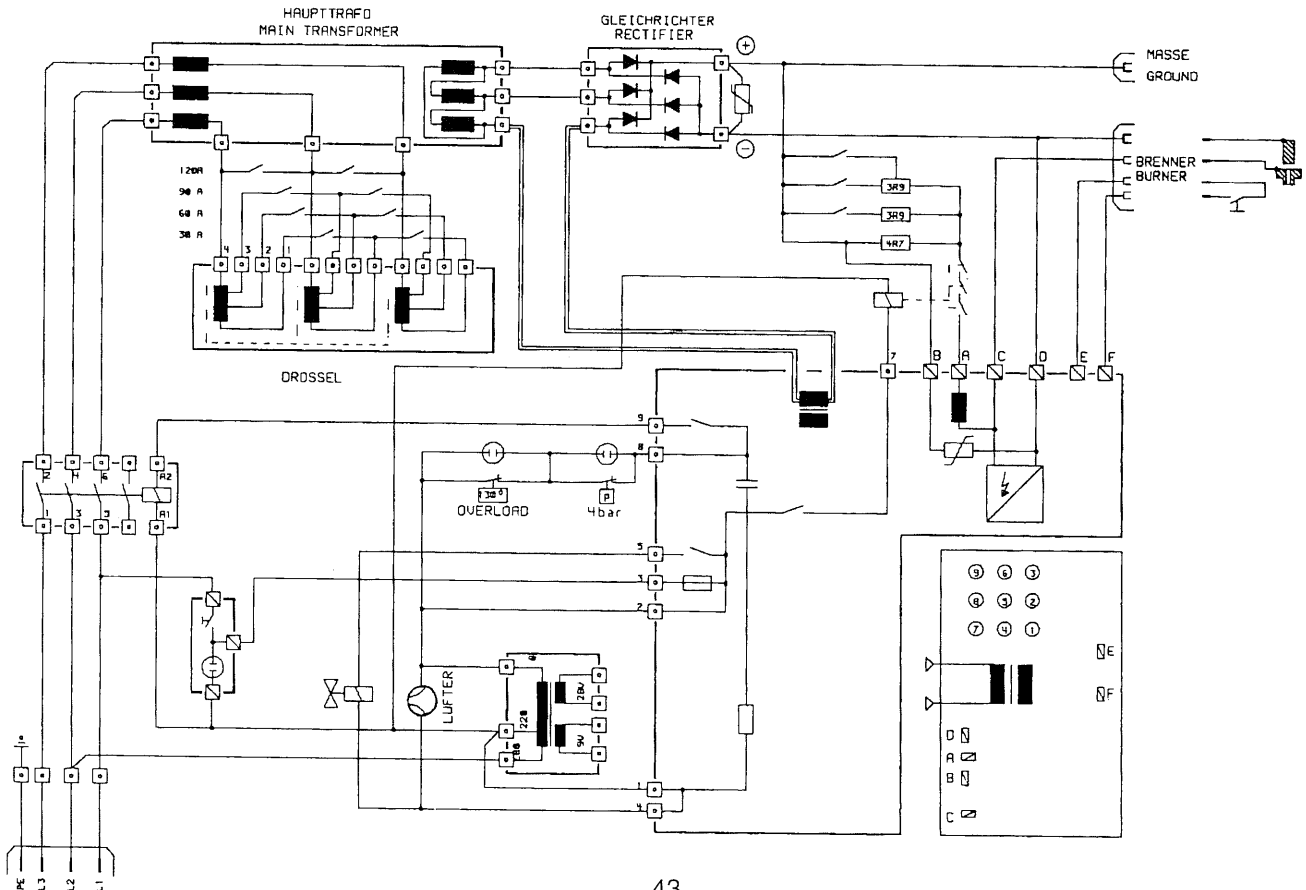 HAUPTTRAFO
MAIN TRANSFORMER
GLEICHRICHTER
RECTIFIER
+
-
MASSE
GROUND
BRENNER
BURNER
120A
90 A
60 A
30 A
4 3 2 1
3R9
3R9
4R7
DROSSEL
7 B A C D E F
9
8
OVERLOAD
P
4bar
2 4 6 A2
1 3 5 A1
5
3
2
LÜFTER
220
28V
9V
1
4
9 6 3
8 5 2
7 4 1
E
F
D
A
B
C
PE L3 L2 L1
43